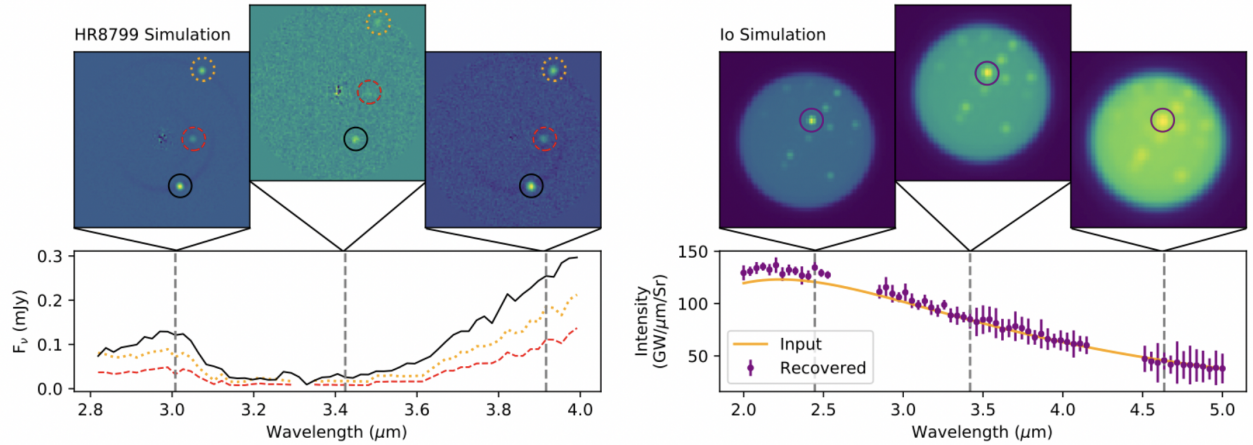 HR8799 Simulation
0.3
0.2
0.1
0.0
Fν (mJy)
2.8 3.0 3.2 3.4 3.6 3.8 4.0
Wavelength (μm)
Io Simulation
150
100
50
Intensity
(GW/μm/Sr)
Input
Recovered
2.0 2.5 3.0 3.5 4.0 4.5 5.0
Wavelength (μm)